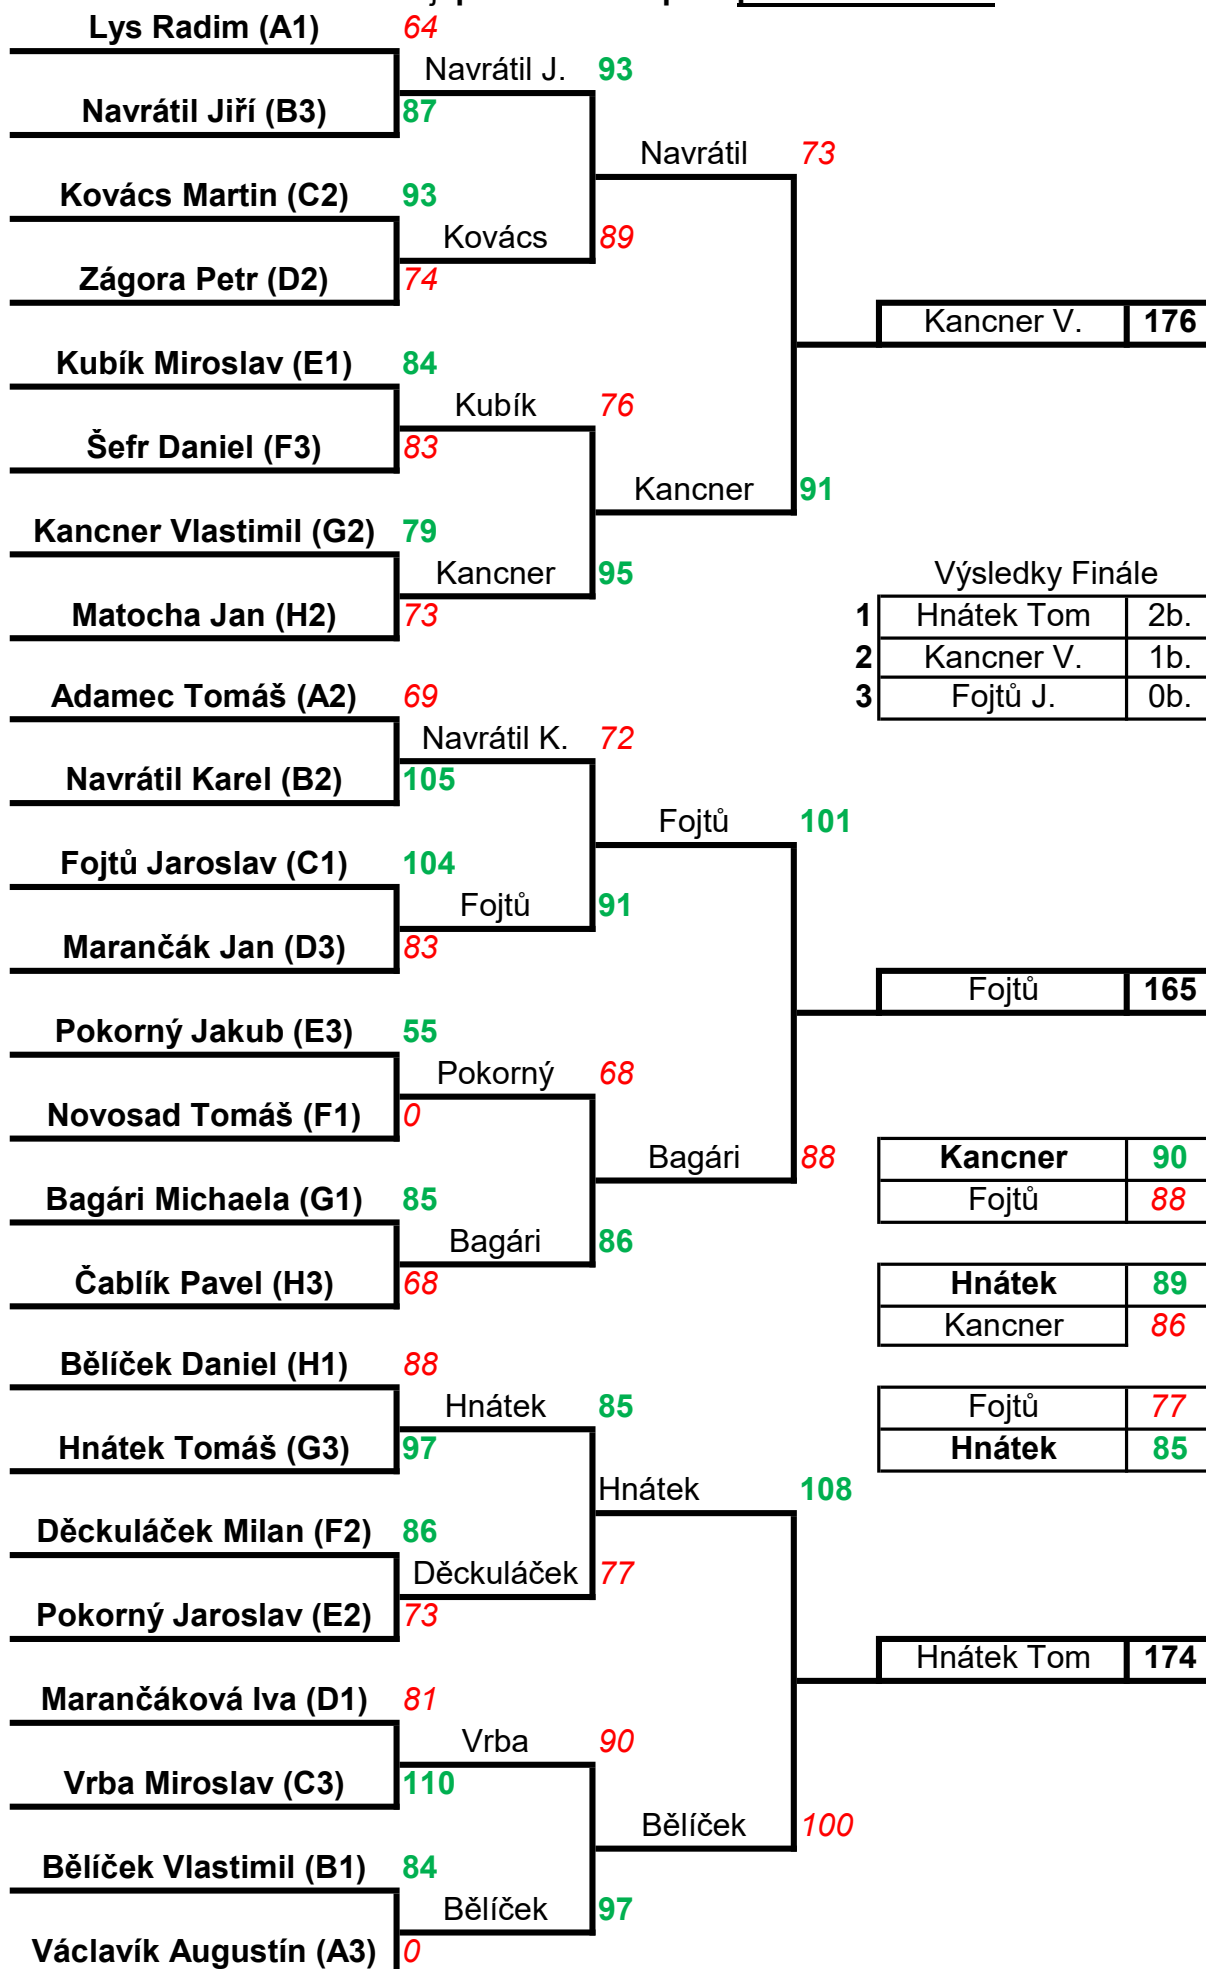 Lys Radim (A1) 64
Navrátil J. 93
Navrátil Jiří (B3) 87
Navrátil 73
Kovács Martin (C2) 93
Kovács 89
Zágora Petr (D2) 74
Kancner V. 176
Kubík Miroslav (E1) 84
Kubík 76
Šefr Daniel (F3) 83
Kancner 91
Kancner Vlastimil (G2) 79
Kancner 95 Výsledky Finále
Matocha Jan (H2) 73 1 Hnátek Tom 2b.
2 Kancner V. 1b.
Adamec Tomáš (A2) 69 3 Fojtů J. 0b.
Navrátil K. 72
Navrátil Karel (B2) 105
Fojtů 101
Fojtů Jaroslav (C1) 104
Fojtů 91
Marančák Jan (D3) 83
Fojtů 165
Pokorný Jakub (E3) 55
Pokorný 68
Novosad Tomáš (F1) 0
Bagári 88 Kancner 90
Bagári Michaela (G1) 85 Fojtů 88
Bagári 86
Čablík Pavel (H3) 68 Hnátek 89
Kancner 86
Bělíček Daniel (H1) 88
Hnátek 85 Fojtů 77
Hnátek Tomáš (G3) 97 Hnátek 85
Hnátek 108
Děckuláček Milan (F2) 86
Děckuláček 77
Pokorný Jaroslav (E2) 73
Hnátek Tom 174
Marančáková Iva (D1) 81
Vrba 90
Vrba Miroslav (C3) 110
Bělíček 100
Bělíček Vlastimil (B1) 84
Bělíček 97
Václavík Augustín (A3) 0